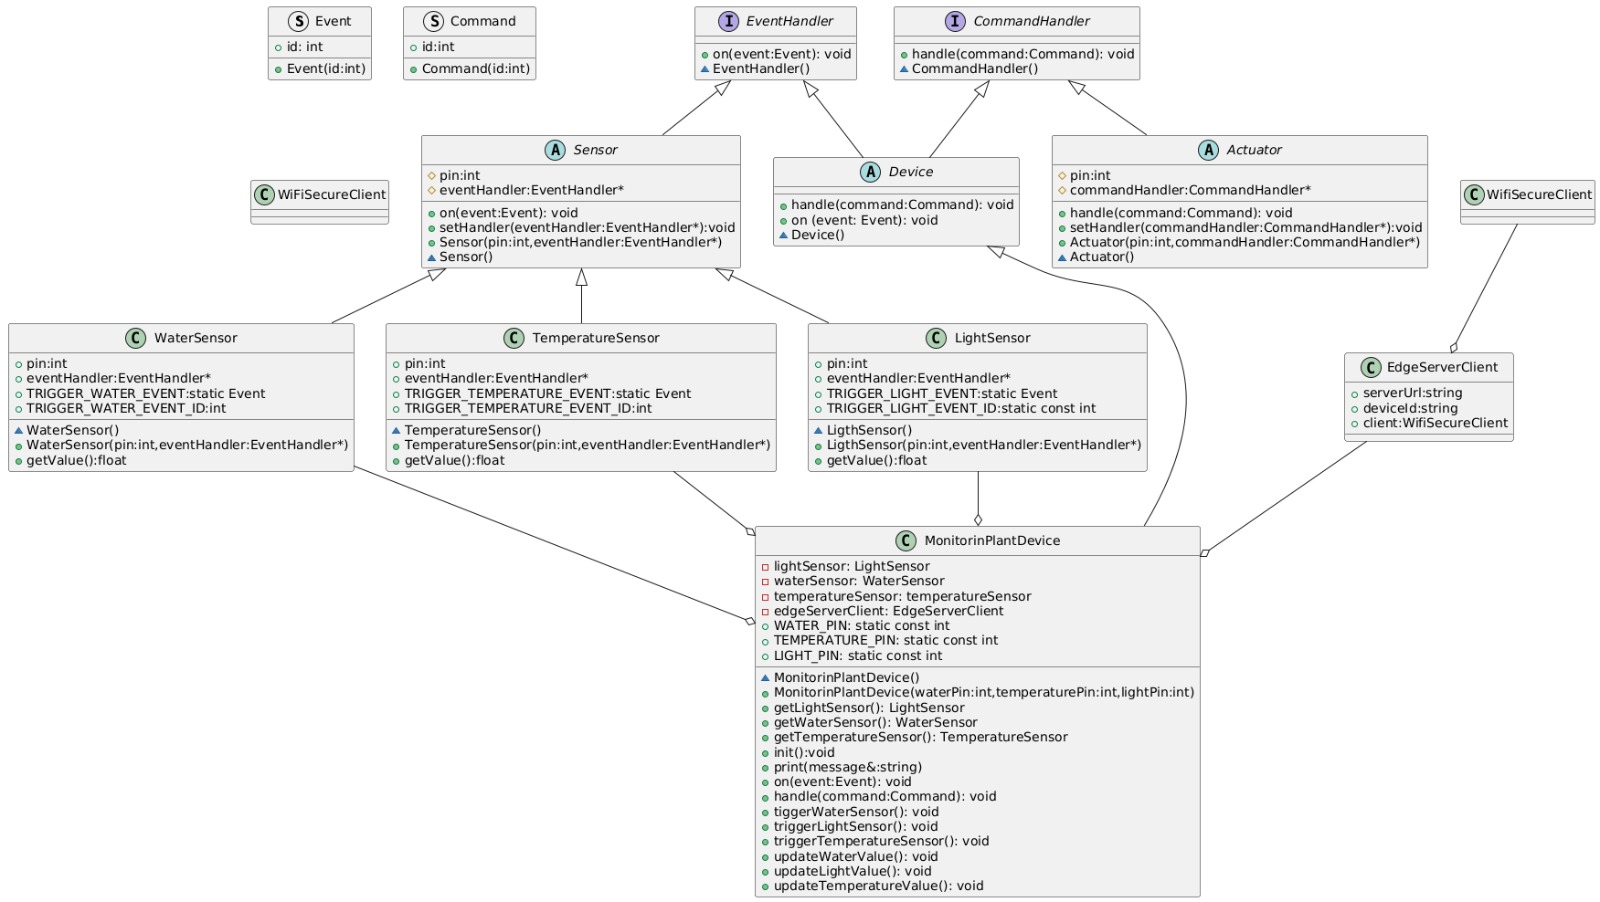 S Event
id: int
Event(id:int)
S Command
id:int
Command(id:int)
I EventHandler
on(event:Event): void
EventHandler()
I CommandHandler
handle(command:Command): void
CommandHandler()
C WiFiSecureClient
A Sensor
pin:int
eventHandler:EventHandler*
on(event:Event): void
setHandler(eventHandler:EventHandler*):void
Sensor(pin:int,eventHandler:EventHandler*)
Sensor()
A Device
handle(command:Command): void
on (event: Event): void
Device()
A Actuator
pin:int
commandHandler:CommandHandler*
handle(command:Command): void
setHandler(commandHandler:CommandHandler*):void
Actuator(pin:int,commandHandler:CommandHandler*)
Actuator()
C WifiSecureClient
C WaterSensor
pin:int
eventHandler:EventHandler*
TRIGGER_WATER_EVENT:static Event
TRIGGER_WATER_EVENT_ID:int
WaterSensor()
WaterSensor(pin:int,eventHandler:EventHandler*)
getValue():float
C TemperatureSensor
pin:int
eventHandler:EventHandler*
TRIGGER_TEMPERATURE_EVENT:static Event
TRIGGER_TEMPERATURE_EVENT_ID:int
TemperatureSensor()
TemperatureSensor(pin:int,eventHandler:EventHandler*)
getValue():float
C LightSensor
pin:int
eventHandler:EventHandler*
TRIGGER_LIGHT_EVENT:static Event
TRIGGER_LIGHT_EVENT_ID:static const int
LigthSensor()
LigthSensor(pin:int,eventHandler:EventHandler*)
getValue():float
C EdgeServerClient
serverUrl:string
deviceId:string
client:WifiSecureClient
C MonitorinPlantDevice
lightSensor: LightSensor
waterSensor: WaterSensor
temperatureSensor: temperatureSensor
edgeServerClient: EdgeServerClient
WATER_PIN: static const int
TEMPERATURE_PIN: static const int
LIGHT_PIN: static const int
MonitorinPlantDevice()
MonitorinPlantDevice(waterPin:int,temperaturePin:int,lightPin:int)
getLightSensor(): LightSensor
getWaterSensor(): WaterSensor
getTemperatureSensor(): TemperatureSensor
init():void
print(message&:string)
on(event:Event): void
handle(command:Command): void
tiggerWaterSensor(): void
triggerLightSensor(): void
triggerTemperatureSensor(): void
updateWaterValue(): void
updateLightValue(): void
updateTemperatureValue(): void